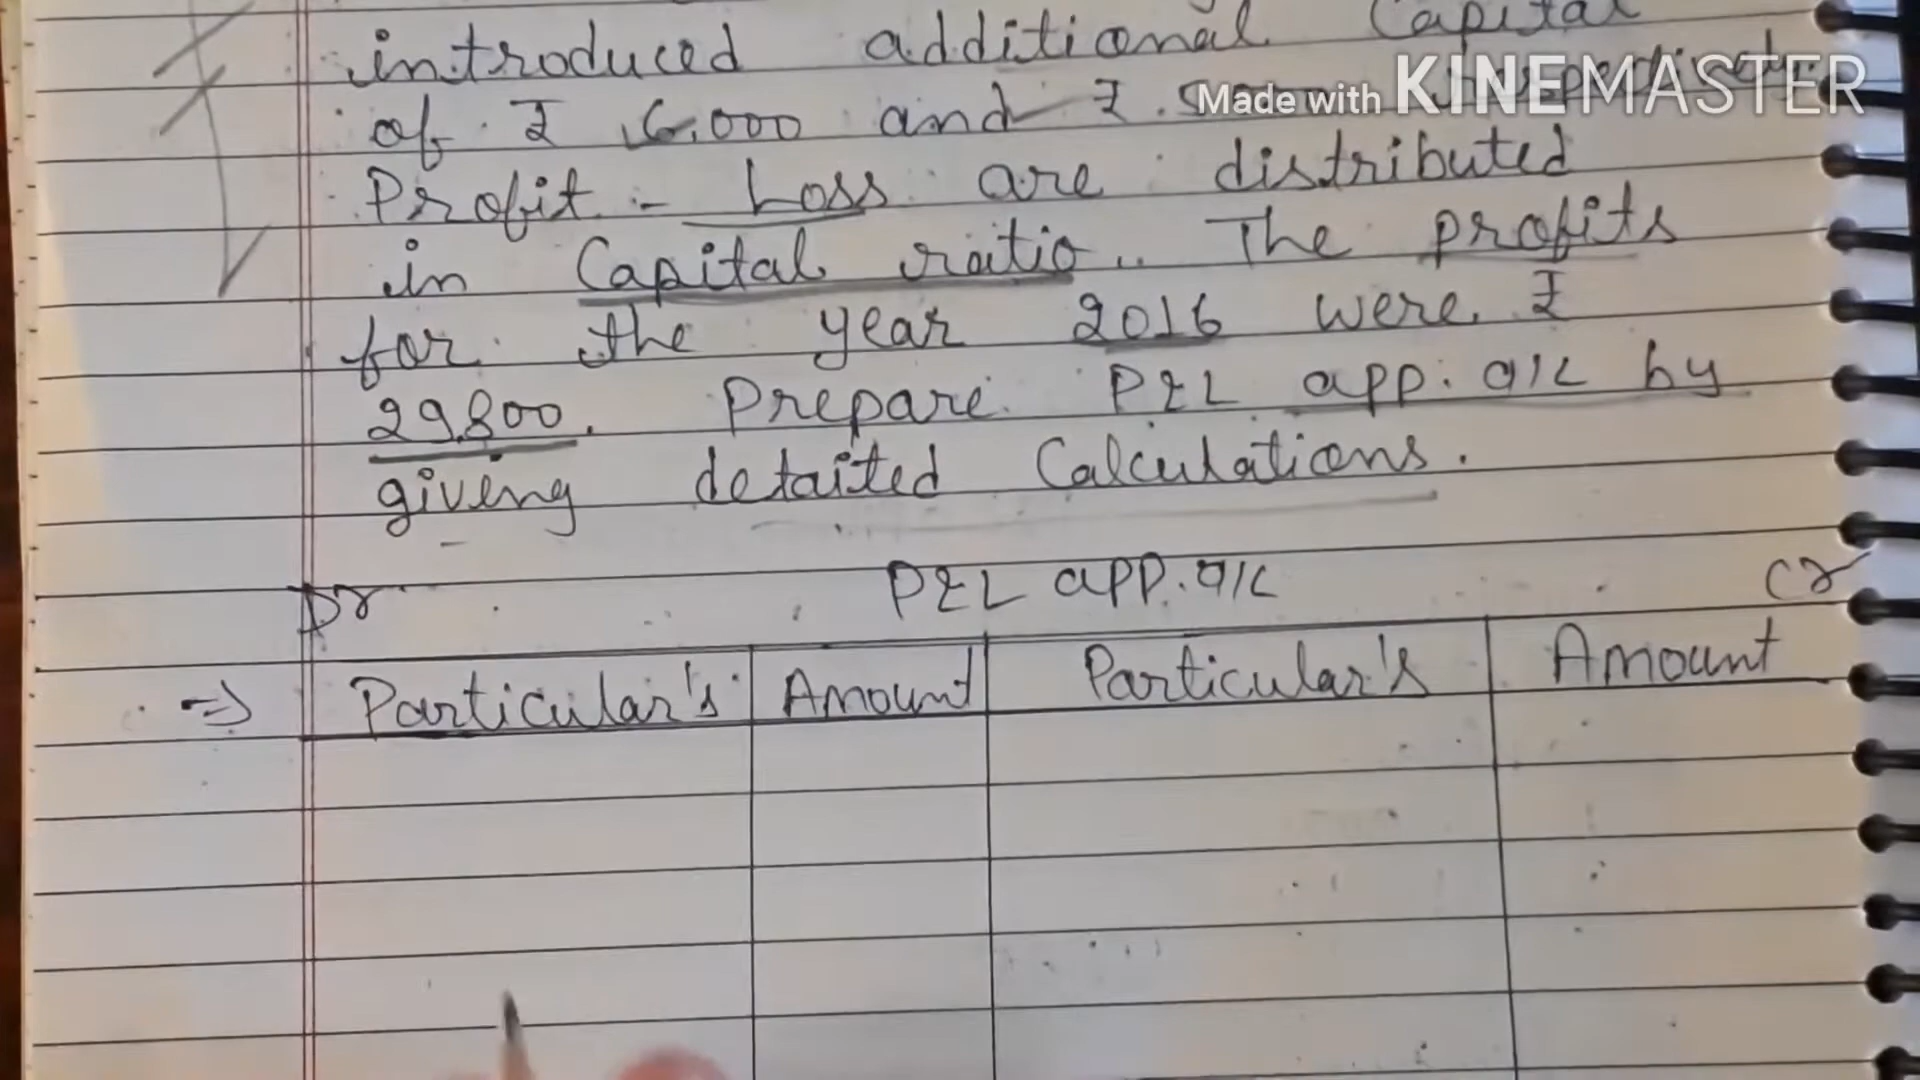 introduced additional Capital
of ₹ 6,000 and ₹
Made with KINEMASTER
Profit - Loss are distributed
in Capital ratio. The profits
for the year 2016 were ₹
29,800. Prepare P&L app. a/c by
giving detailed Calculations.
Dr P&L app. a/c Cr
⇒ Particular's Amount Particular's Amount